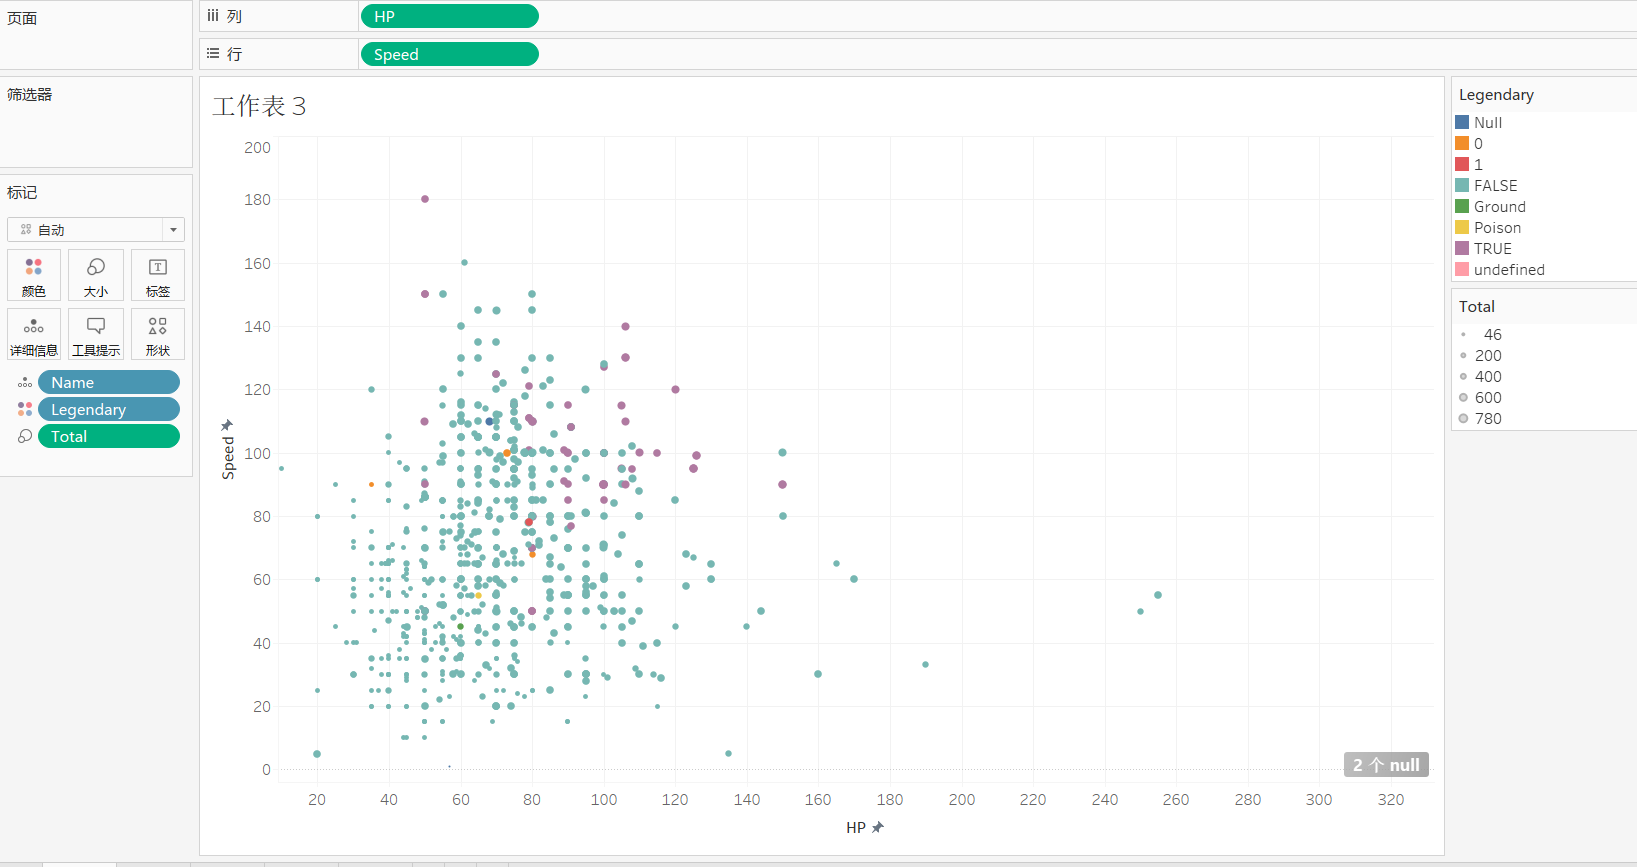 页面
列
HP
行
Speed
筛选器
标记
自动
颜色
大小
标签
详细信息
工具提示
形状
Name
Legendary
Total
工作表 3
200
180
160
140
120
100
80
60
40
20
0
Speed
20 40 60 80 100 120 140 160 180 200 220 240 260 280 300 320
HP
2 个 null
Legendary
Null
0
1
FALSE
Ground
Poison
TRUE
undefined
Total
46
200
400
600
780